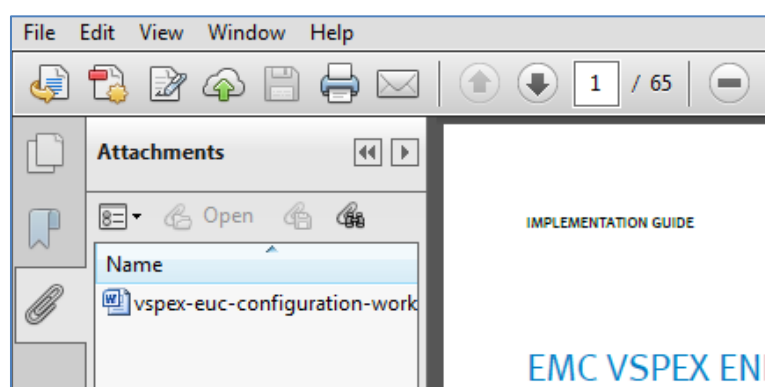 File Edit View Window Help
1 / 65
Attachments
Open
IMPLEMENTATION GUIDE
Name
vspex-euc-configuration-work
EMC VSPEX EN